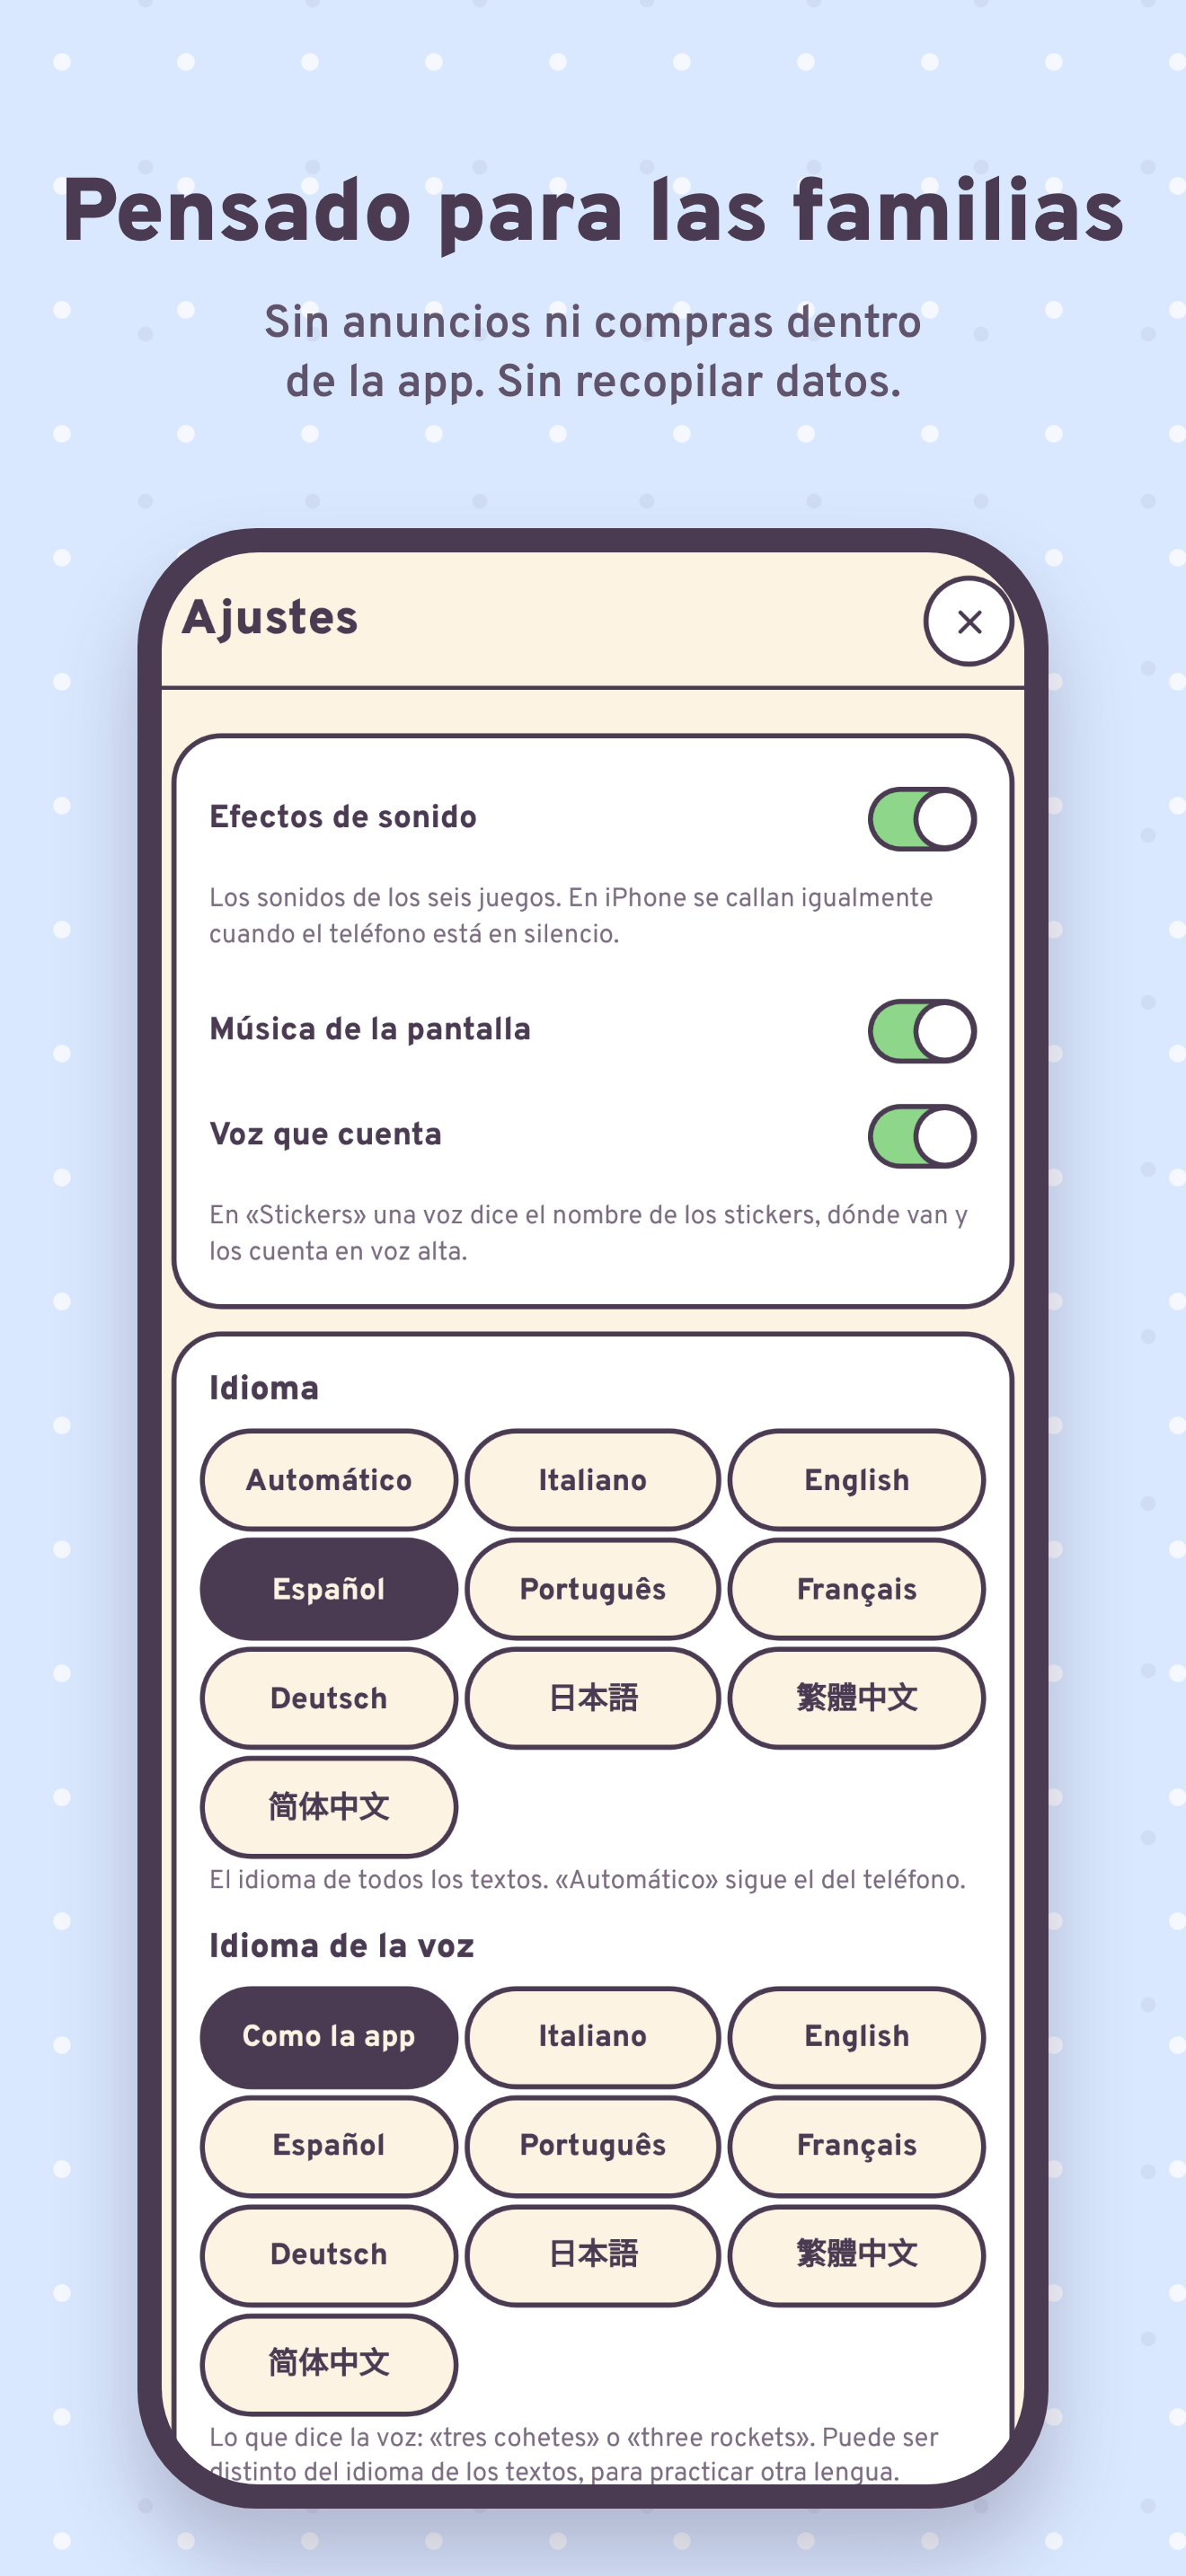 Pensado para las familias
Sin anuncios ni compras dentro
de la app. Sin recopilar datos.
Ajustes
Efectos de sonido
Los sonidos de los seis juegos. En iPhone se callan igualmente
cuando el teléfono está en silencio.
Música de la pantalla
Voz que cuenta
En «Stickers» una voz dice el nombre de los stickers, dónde van y
los cuenta en voz alta.
Idioma
Automático
Italiano
English
Español
Português
Français
Deutsch
日本語
繁體中文
简体中文
El idioma de todos los textos. «Automático» sigue el del teléfono.
Idioma de la voz
Como la app
Italiano
English
Español
Português
Français
Deutsch
日本語
繁體中文
简体中文
Lo que dice la voz: «tres cohetes» o «three rockets». Puede ser
distinto del idioma de los textos, para practicar otra lengua.